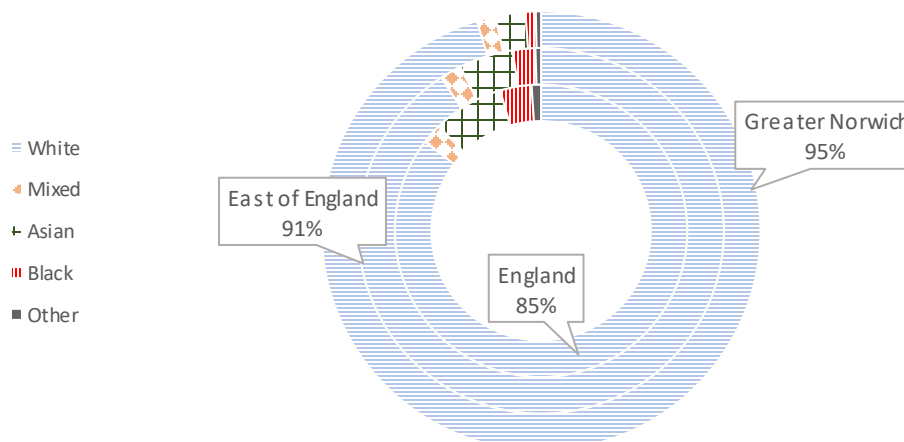 White
Mixed
Asian
Black
Other
Greater Norwich
95%
East of England
91%
England
85%